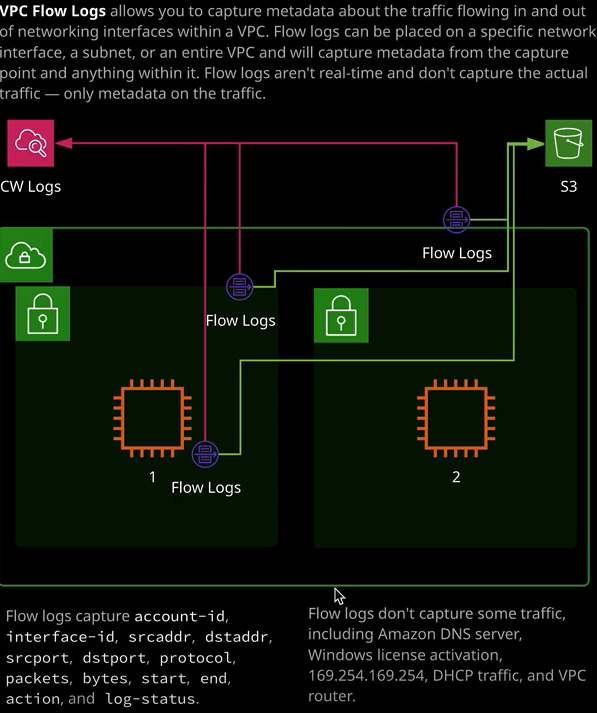 VPC Flow Logs allows you to capture metadata about the traffic flowing in and out
of networking interfaces within a VPC. Flow logs can be placed on a specific network
interface, a subnet, or an entire VPC and will capture metadata from the capture
point and anything within it. Flow logs aren't real-time and don't capture the actual
traffic — only metadata on the traffic.
CW Logs
S3
Flow Logs
Flow Logs
1
Flow Logs
2
Flow logs capture account-id,
interface-id, srcaddr, dstaddr,
srcport, dstport, protocol,
packets, bytes, start, end,
action, and log-status.
Flow logs don't capture some traffic,
including Amazon DNS server,
Windows license activation,
169.254.169.254, DHCP traffic, and VPC
router.